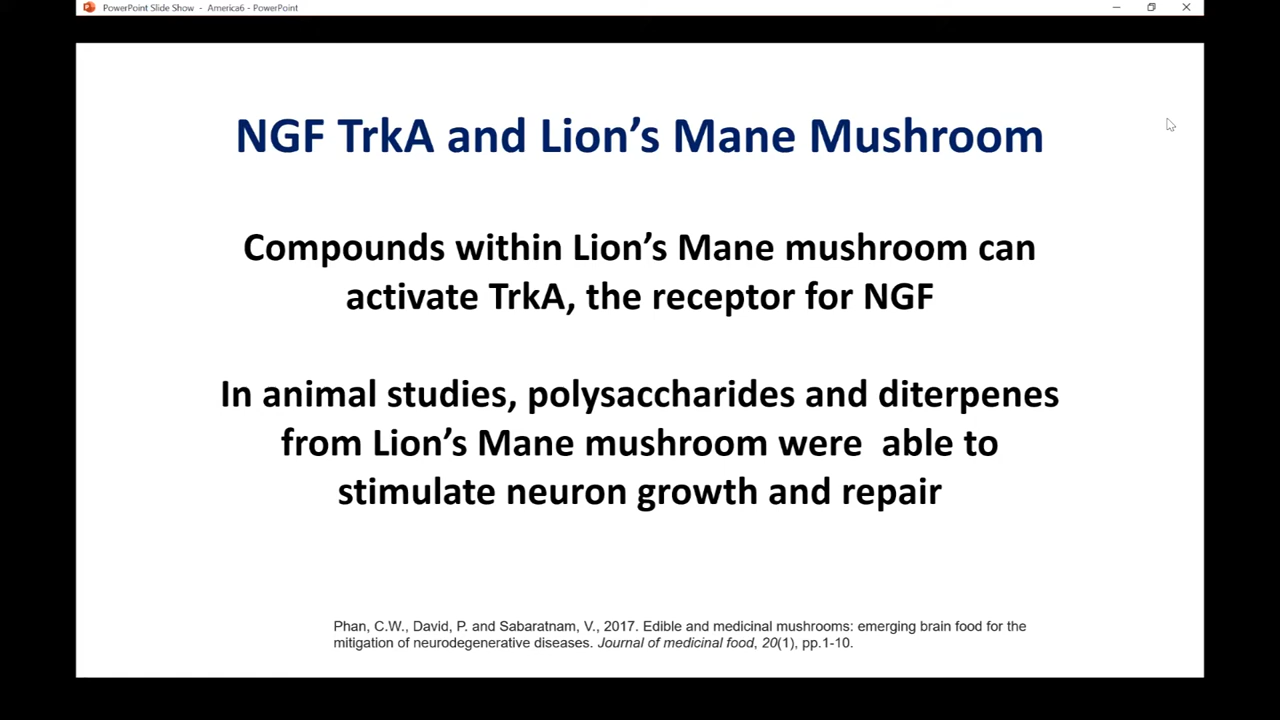 PowerPoint Slide Show - America6 - PowerPoint
NGF TrkA and Lion’s Mane Mushroom
Compounds within Lion’s Mane mushroom can
activate TrkA, the receptor for NGF
In animal studies, polysaccharides and diterpenes
from Lion’s Mane mushroom were  able to
stimulate neuron growth and repair
Phan, C.W., David, P. and Sabaratnam, V., 2017. Edible and medicinal mushrooms: emerging brain food for the
mitigation of neurodegenerative diseases. Journal of medicinal food, 20(1), pp.1-10.